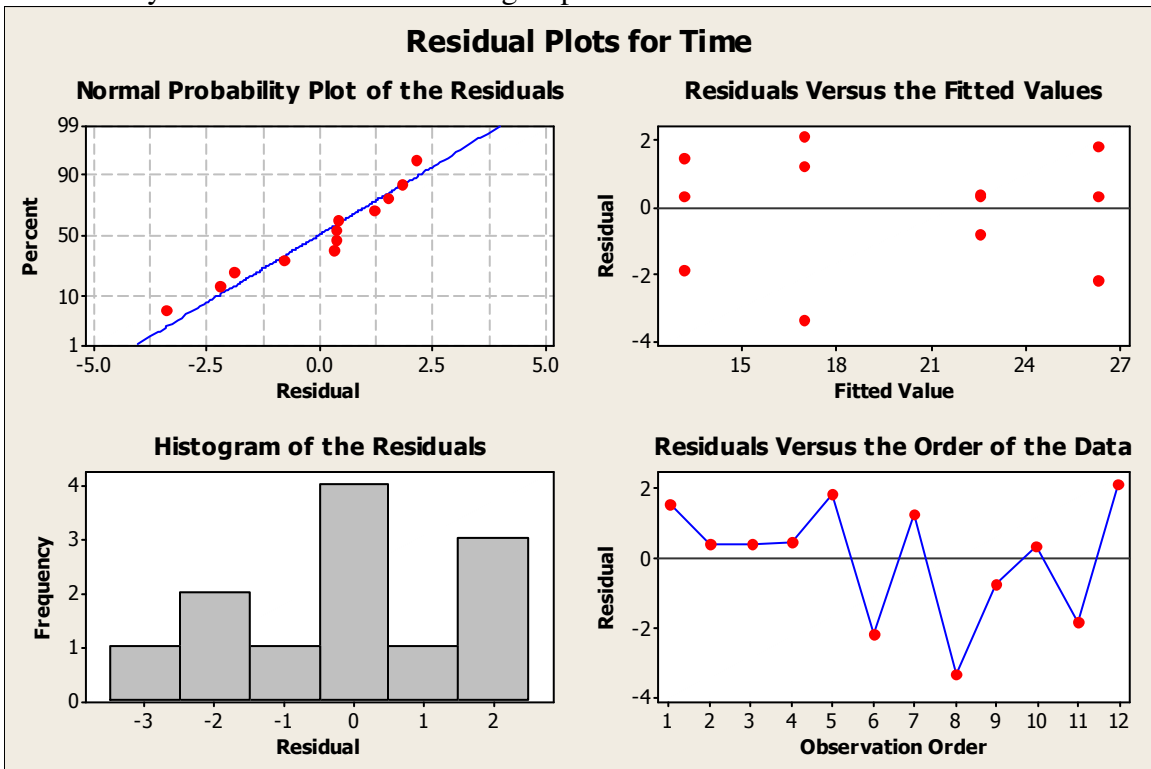 Residual Plots for Time
Normal Probability Plot of the Residuals
99
90
50
10
1
Percent
-5.0 -2.5 0.0 2.5 5.0
Residual
Residuals Versus the Fitted Values
2
0
-2
-4
Residual
15 18 21 24 27
Fitted Value
Histogram of the Residuals
4
3
2
1
0
Frequency
-3 -2 -1 0 1 2
Residual
Residuals Versus the Order of the Data
2
0
-2
-4
Residual
1 2 3 4 5 6 7 8 9 10 11 12
Observation Order